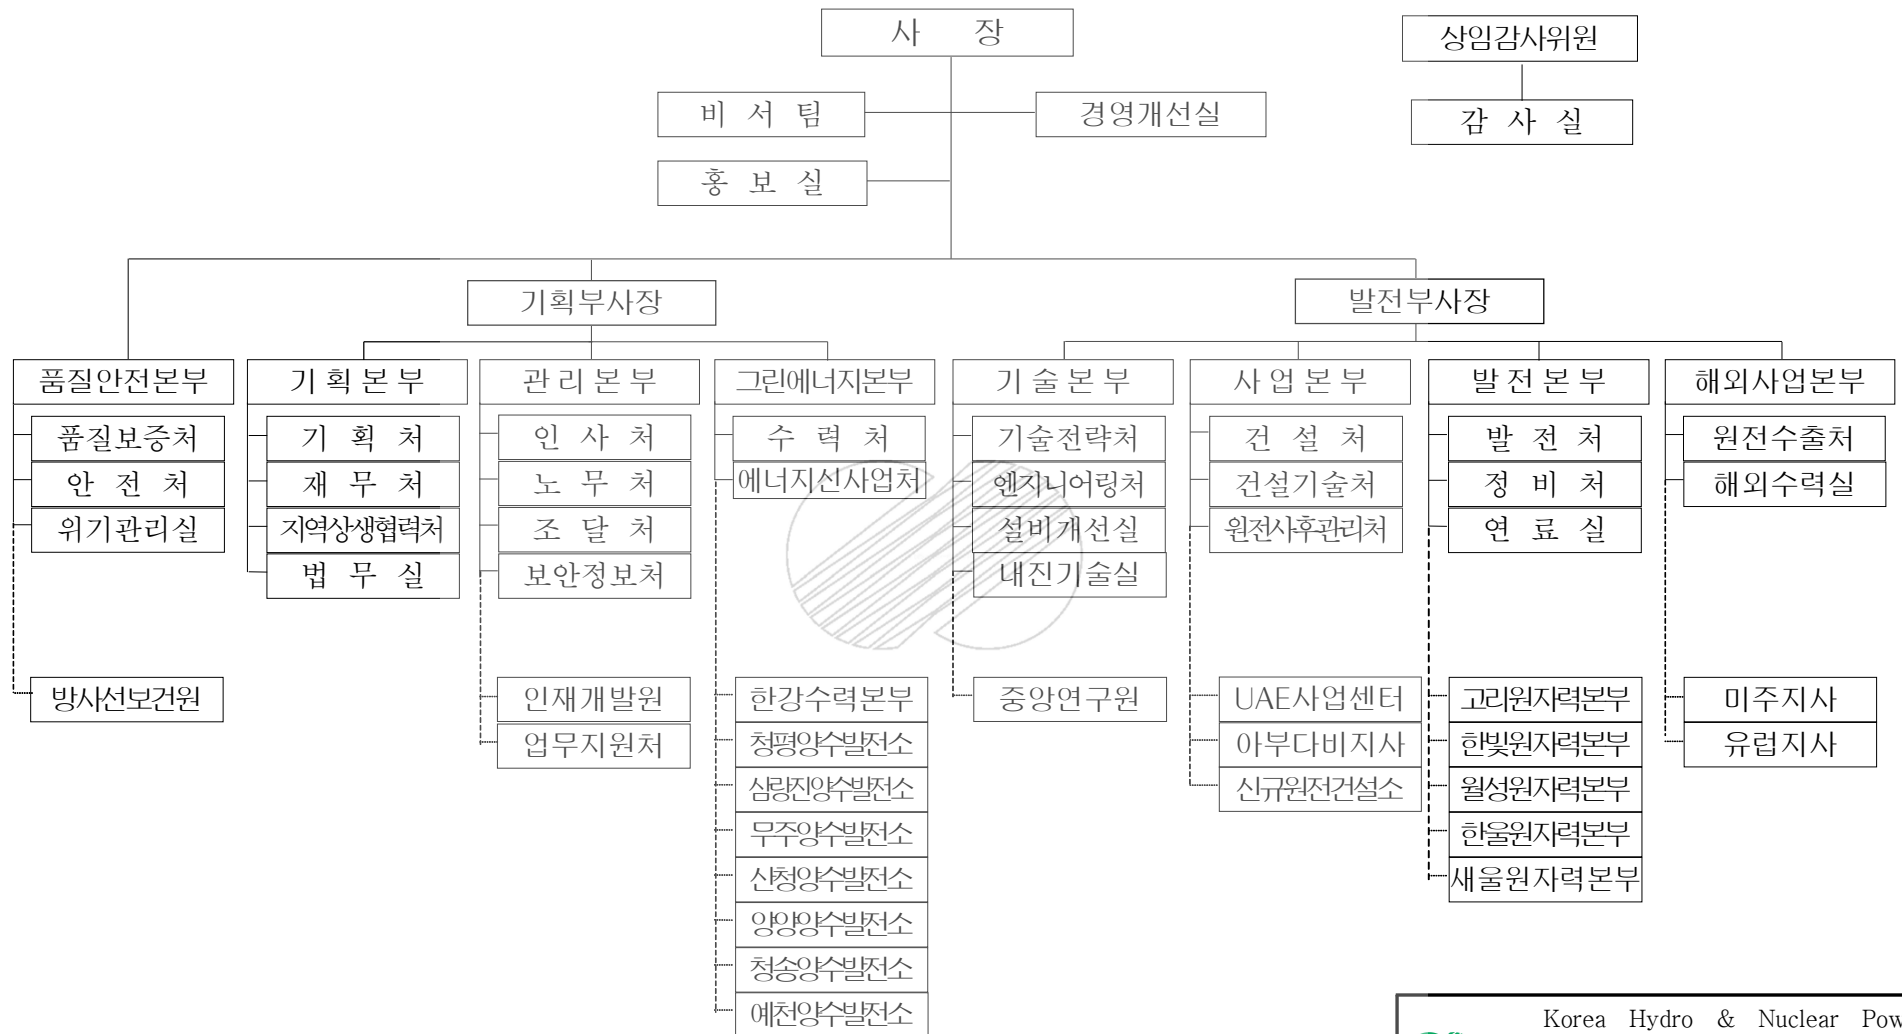 사 장
상임감사위원
비 서 팀
경영개선실
감 사 실
홍 보 실
기획부사장
발전부사장
품질안전본부
기 획 본 부
관 리 본 부
그린에너지본부
기 술 본 부
사 업 본 부
발 전 본 부
해외사업본부
품질보증처
안 전 처
위기관리실
방사선보건원
기 획 처
재 무 처
지역상생협력처
법 무 실
인 사 처
노 무 처
조 달 처
보안정보처
인재개발원
업무지원처
수 력 처
에너지신사업처
한강수력본부
청평양수발전소
삼랑진양수발전소
무주양수발전소
산청양수발전소
양양양수발전소
청송양수발전소
예천양수발전소
기술전략처
엔지니어링처
설비개선실
내진기술실
중앙연구원
건 설 처
건설기술처
원전사후관리처
UAE사업센터
아부다비지사
신규원전건설소
발 전 처
정 비 처
연 료 실
고리원자력본부
한빛원자력본부
월성원자력본부
한울원자력본부
새울원자력본부
원전수출처
해외수력실
미주지사
유럽지사
Korea Hydro & Nuclear Pow